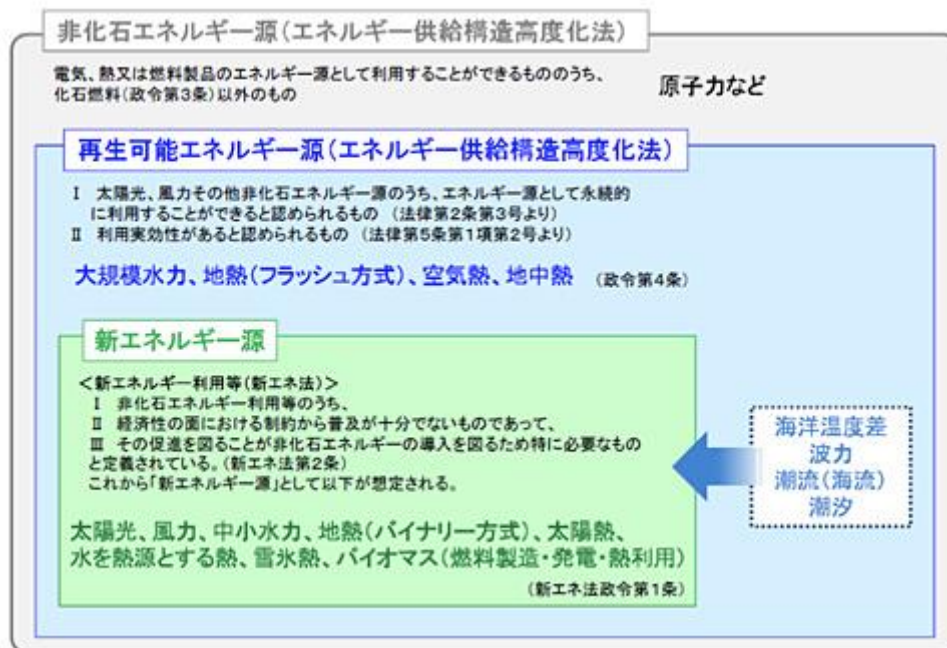 非化石エネルギー源(エネルギー供給構造高度化法)
電気、熱又は燃料製品のエネルギー源として利用することができるもののうち、
化石燃料(政令第3条)以外のもの
原子力など
再生可能エネルギー源(エネルギー供給構造高度化法)
Ⅰ 太陽光、風力その他非化石エネルギー源のうち、エネルギー源として永続的
に利用することができると認められるもの (法律第2条第3号より)
Ⅱ 利用実効性があると認められるもの (法律第5条第1項第2号より)
大規模水力、地熱(フラッシュ方式)、空気熱、地中熱 (政令第4条)
新エネルギー源
<新エネルギー利用等(新エネ法)>
Ⅰ 非化石エネルギー利用等のうち、
Ⅱ 経済性の面における制約から普及が十分でないものであって、
Ⅲ その促進を図ることが非化石エネルギーの導入を図るため特に必要なもの
と定義されている。(新エネ法第2条)
これから「新エネルギー源」として以下が想定される。
太陽光、風力、中小水力、地熱(バイナリー方式)、太陽熱、
水を熱源とする熱、雪氷熱、バイオマス(燃料製造・発電・熱利用)
(新エネ法政令第1条)
海洋温度差
波力
潮流(海流)
潮汐